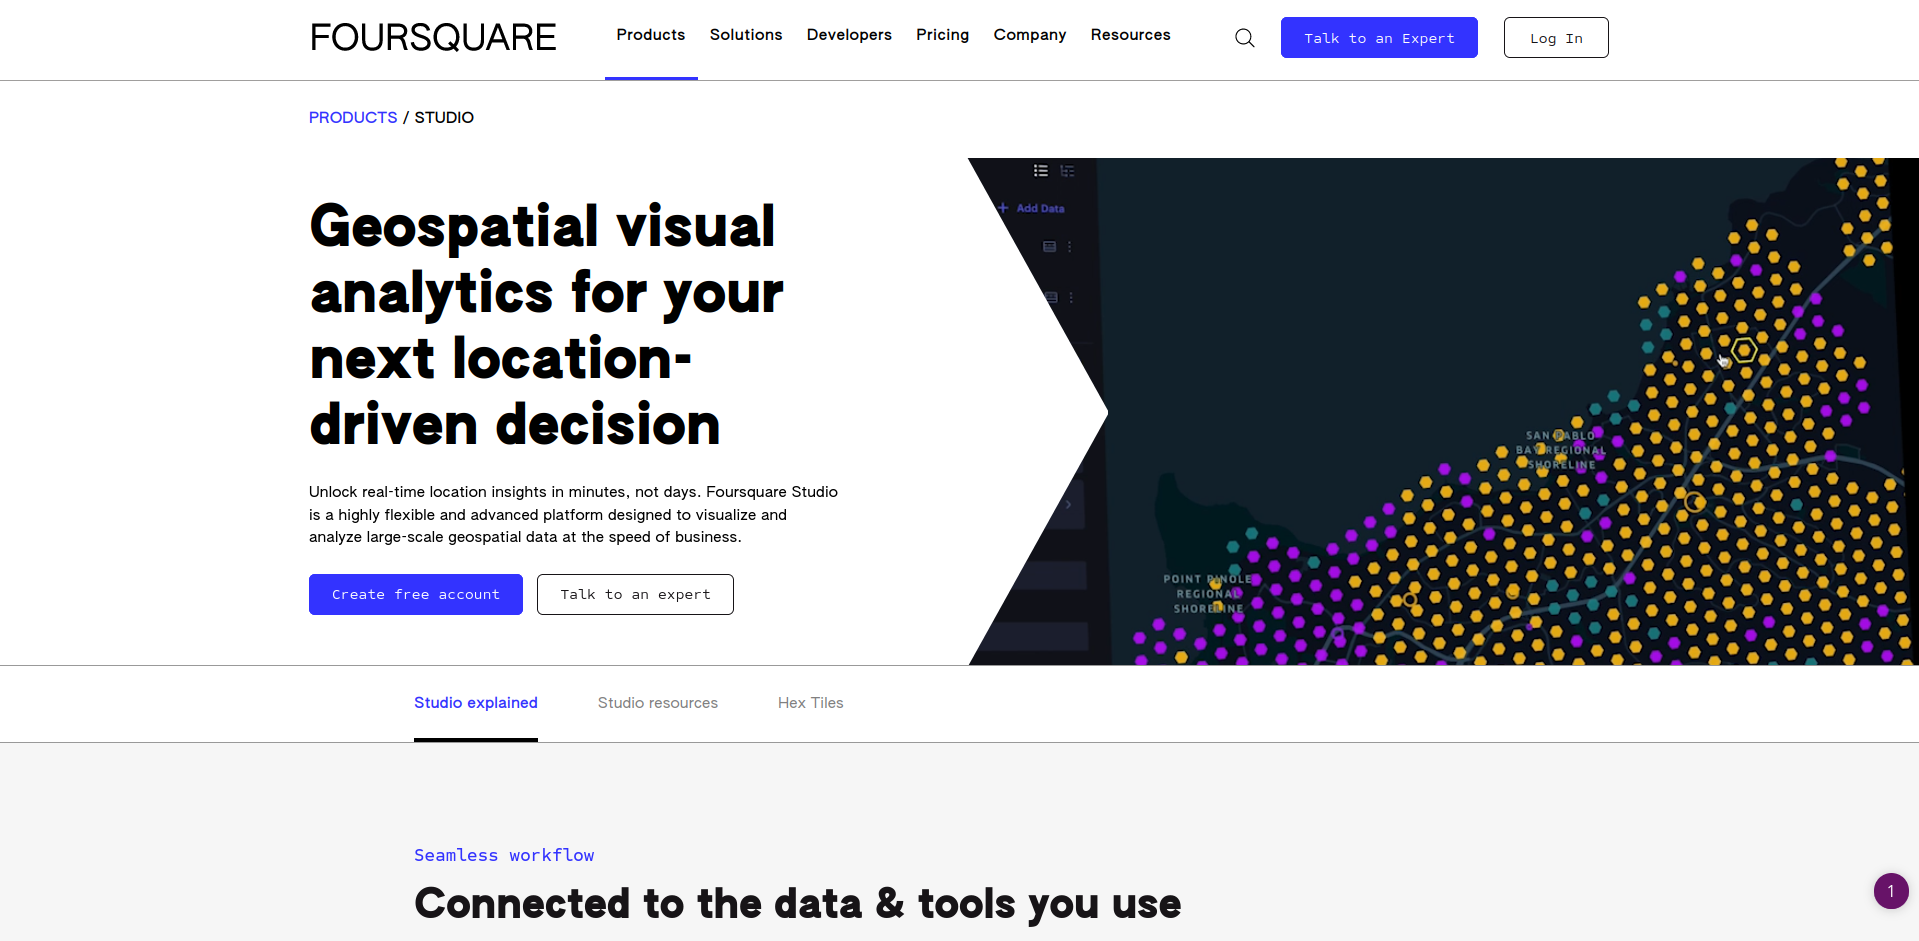 FOURSQUARE
Products Solutions Developers Pricing Company Resources
Talk to an Expert
Log In
PRODUCTS / STUDIO
Geospatial visual
analytics for your
next location-
driven decision
Unlock real-time location insights in minutes, not days. Foursquare Studio
is a highly flexible and advanced platform designed to visualize and
analyze large-scale geospatial data at the speed of business.
Create free account
Talk to an expert
+ Add Data
SAN PABLO
BAY REGIONAL
SHORELINE
POINT PINOLE
REGIONAL
SHORELINE
Studio explained
Studio resources
Hex Tiles
Seamless workflow
Connected to the data & tools you use
1